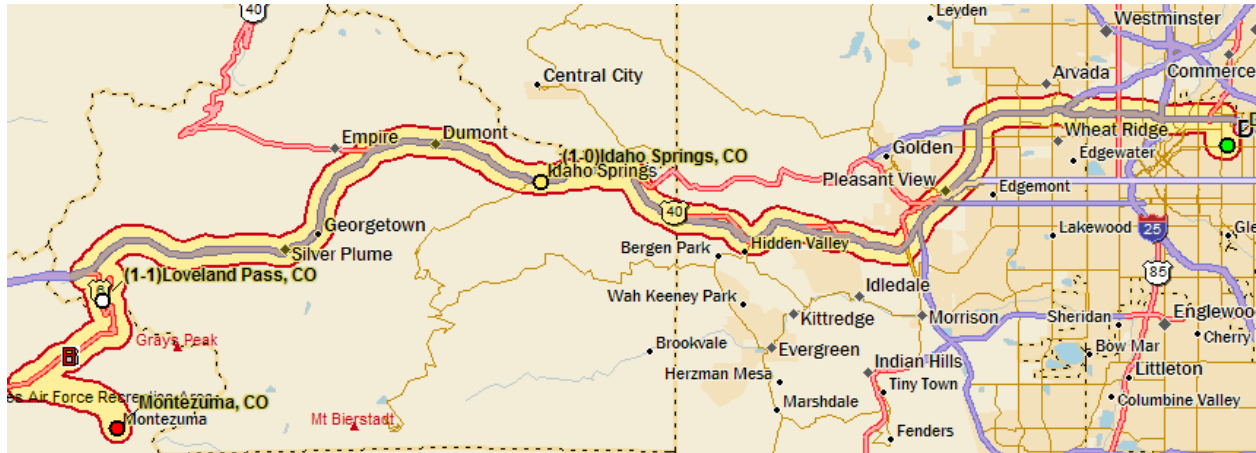 40
Leyden
Westminster
Central City
Arvada
Commerce
Empire
Dumont
(1-0)Idaho Springs, CO
Idaho Springs
Golden
Wheat Ridge
Edgewater
Pleasant View
Edgemont
Georgetown
40
Silver Plume
Bergen Park
Hidden Valley
Lakewood
25
Gle
(1-1)Loveland Pass, CO
6
85
Wah Keeney Park
Idledale
Kittredge
Morrison
Sheridan
Englewoo
Cherry
Grays Peak
B
Brookvale
Evergreen
Indian Hills
Bow Mar
Herzman Mesa
Tiny Town
Littleton
es Air Force Recreation Area
Montezuma, CO
Montezuma
Mt Bierstadt
Marshdale
Columbine Valley
Fenders